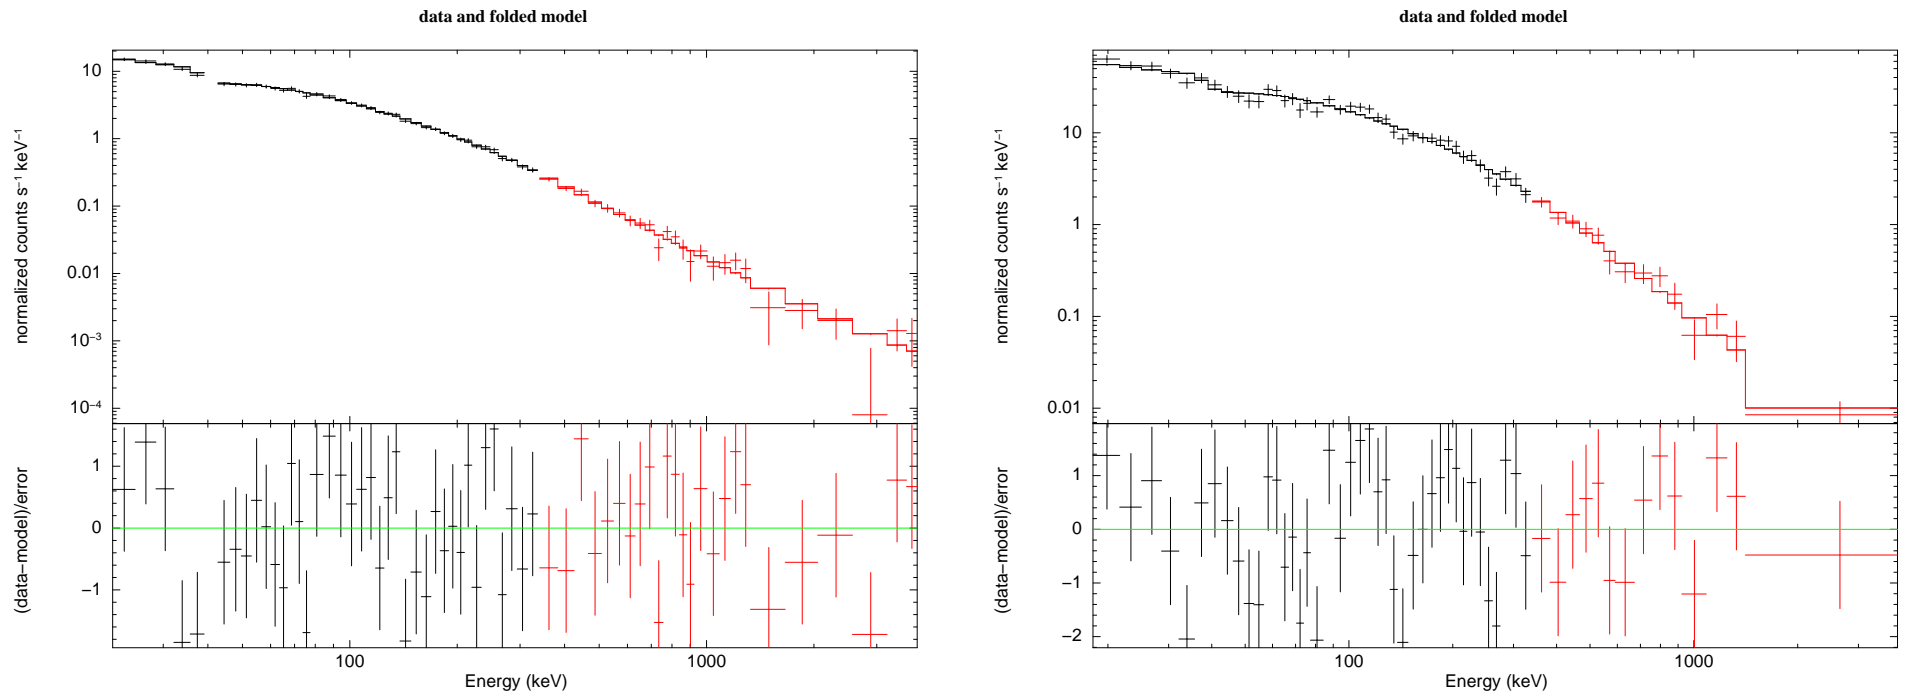 data and folded model
10
1
0.1
0.01
10⁻³
10⁻⁴
normalized counts s⁻¹ keV⁻¹
1
0
−1
(data−model)/error
100
1000
Energy (keV)
data and folded model
10
1
0.1
0.01
normalized counts s⁻¹ keV⁻¹
1
0
−1
−2
(data−model)/error
100
1000
Energy (keV)